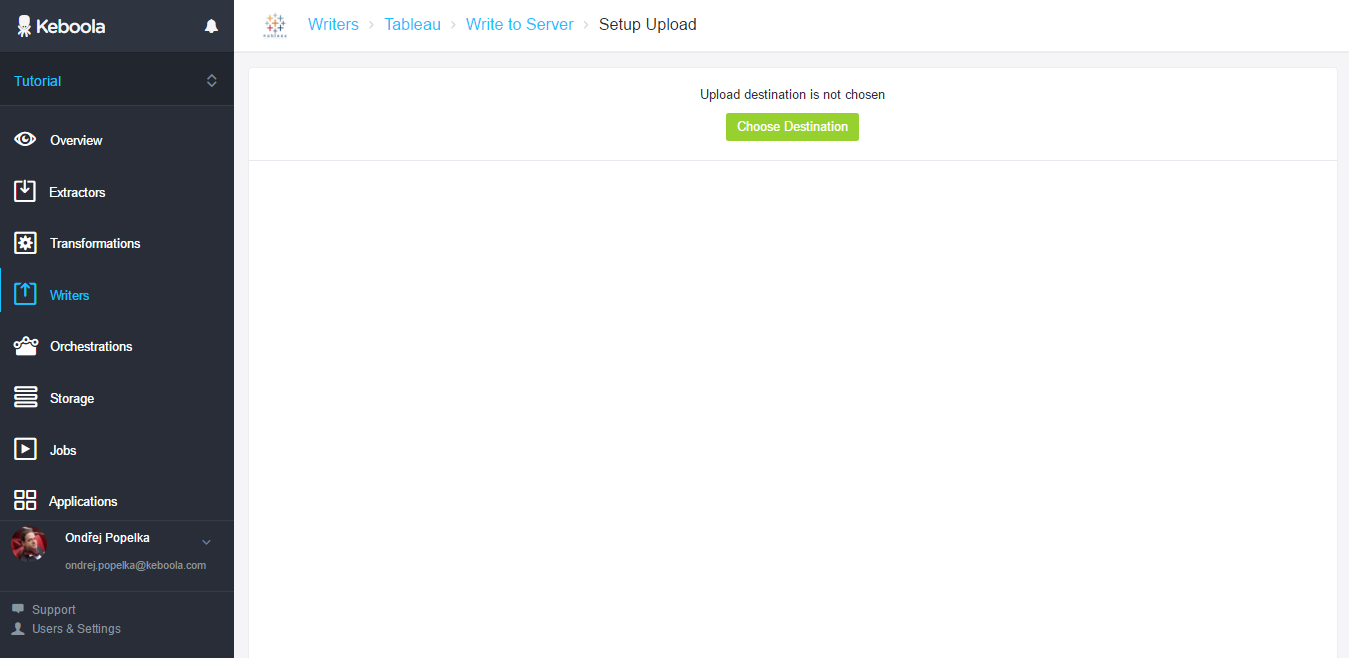 Keboola
Writers › Tableau › Write to Server › Setup Upload
Tutorial
Upload destination is not chosen
Choose Destination
Overview
Extractors
Transformations
Writers
Orchestrations
Storage
Jobs
Applications
Ondřej Popelka
ondrej.popelka@keboola.com
Support
Users & Settings